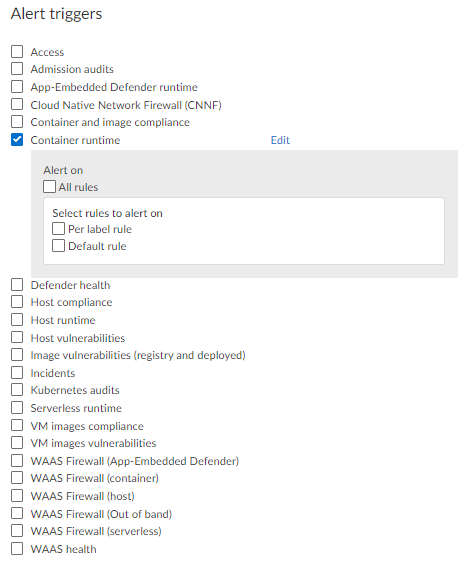 Alert triggers
Access
Admission audits
App-Embedded Defender runtime
Cloud Native Network Firewall (CNNF)
Container and image compliance
Container runtime Edit
Alert on
All rules
Select rules to alert on
Per label rule
Default rule
Defender health
Host compliance
Host runtime
Host vulnerabilities
Image vulnerabilities (registry and deployed)
Incidents
Kubernetes audits
Serverless runtime
VM images compliance
VM images vulnerabilities
WAAS Firewall (App-Embedded Defender)
WAAS Firewall (container)
WAAS Firewall (host)
WAAS Firewall (Out of band)
WAAS Firewall (serverless)
WAAS health